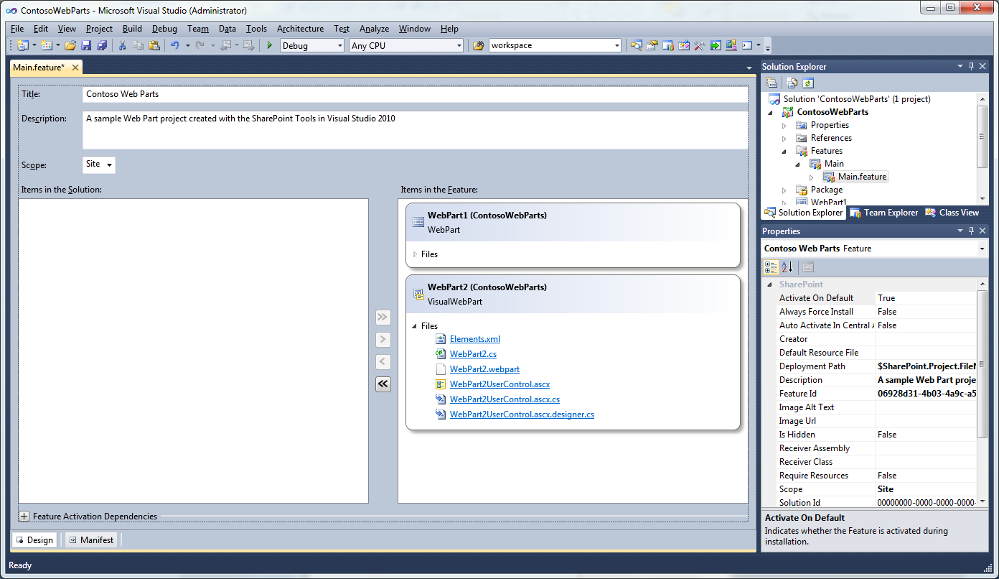 ContosoWebParts - Microsoft Visual Studio (Administrator)
File Edit View Project Build Debug Team Data Tools Architecture Test Analyze Window Help
Debug Any CPU workspace
Main.feature*
Title: Contoso Web Parts
Description: A sample Web Part project created with the SharePoint Tools in Visual Studio 2010
Scope: Site
Items in the Solution:
Items in the Feature:
WebPart1 (ContosoWebParts)
WebPart
Files
WebPart2 (ContosoWebParts)
VisualWebPart
Files
Elements.xml
WebPart2.cs
WebPart2.webpart
WebPart2UserControl.ascx
WebPart2UserControl.ascx.cs
WebPart2UserControl.ascx.designer.cs
Feature Activation Dependencies
Design Manifest
Solution Explorer
Solution 'ContosoWebParts' (1 project)
ContosoWebParts
Properties
References
Features
Main
Main.feature
Package
WebPart1
Solution Explorer Team Explorer Class View
Properties
Contoso Web Parts Feature
SharePoint
Activate On Default True
Always Force Install False
Auto Activate In Central A False
Creator
Default Resource File
Deployment Path $SharePoint.Project.FileN
Description A sample Web Part proje
Feature Id 06928d31-4b03-4a9c-a5
Image Alt Text
Image Url
Is Hidden False
Receiver Assembly
Receiver Class
Require Resources False
Scope Site
Solution Id 00000000-0000-0000-0000-
Activate On Default
Indicates whether the Feature is activated during
installation.
Ready